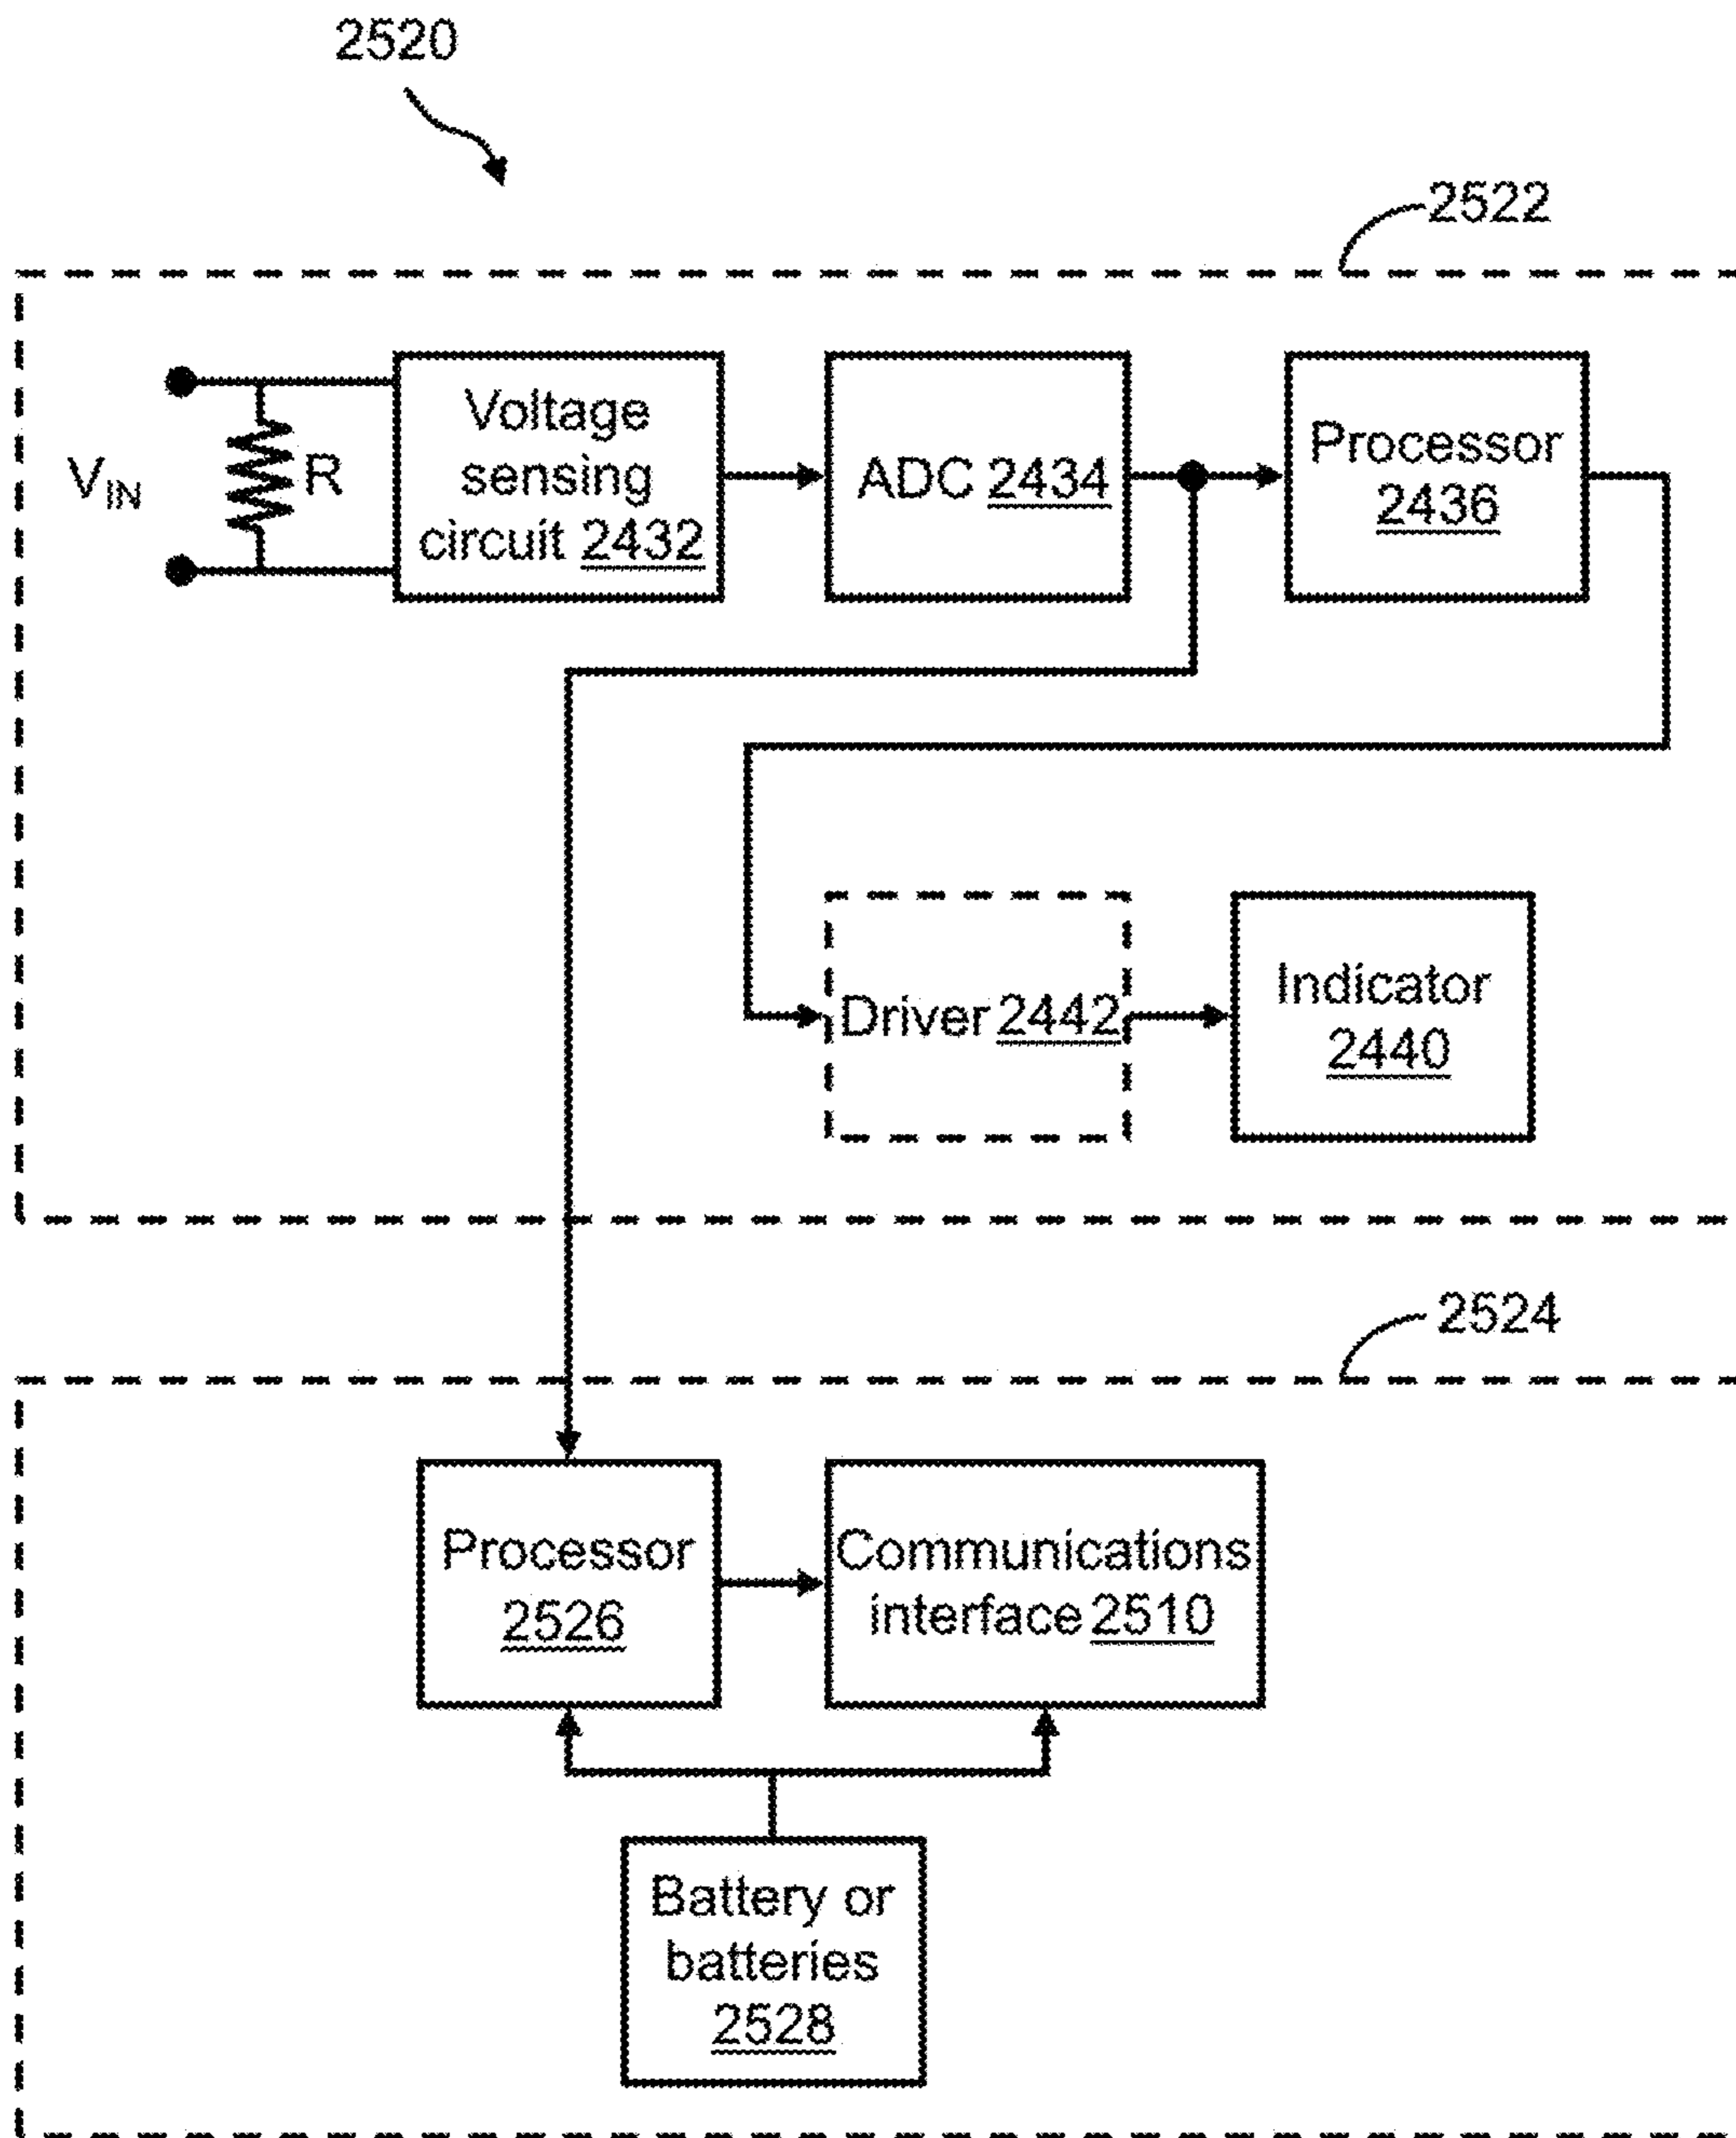 2520
2522
Voltage
sensing
circuit 2432
ADC 2434
Processor
2436
V_IN
R
Driver 2442
Indicator
2440
2524
Processor
2526
Communications
interface 2510
Battery or
batteries
2528